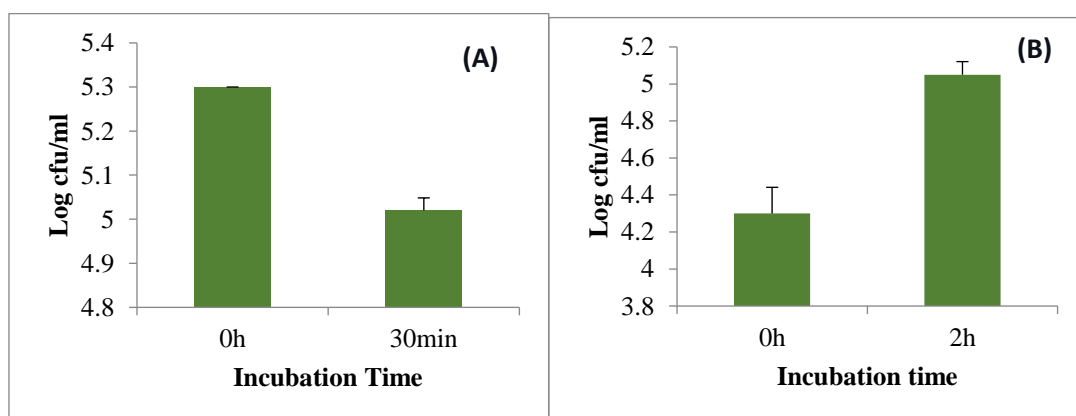 (A)
Log cfu/ml
5.4
5.3
5.2
5.1
5
4.9
4.8
0h 30min
Incubation Time
(B)
Log cfu/ml
5.2
5
4.8
4.6
4.4
4.2
4
3.8
0h 2h
Incubation time